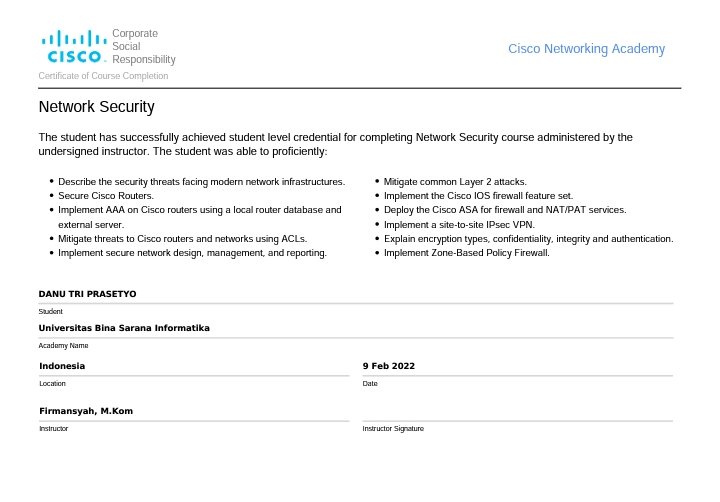 CISCO.
Corporate
Social
Responsibility
Cisco Networking Academy
Certificate of Course Completion
Network Security
The student has successfully achieved student level credential for completing Network Security course administered by the
undersigned instructor. The student was able to proficiently:
• Describe the security threats facing modern network infrastructures.
• Secure Cisco Routers.
• Implement AAA on Cisco routers using a local router database and
external server.
• Mitigate threats to Cisco routers and networks using ACLs.
• Implement secure network design, management, and reporting.
• Mitigate common Layer 2 attacks.
• Implement the Cisco IOS firewall feature set.
• Deploy the Cisco ASA for firewall and NAT/PAT services.
• Implement a site-to-site IPsec VPN.
• Explain encryption types, confidentiality, integrity and authentication.
• Implement Zone-Based Policy Firewall.
DANU TRI PRASETYO
Student
Universitas Bina Sarana Informatika
Academy Name
Indonesia
Location
9 Feb 2022
Date
Firmansyah, M.Kom
Instructor
Instructor Signature